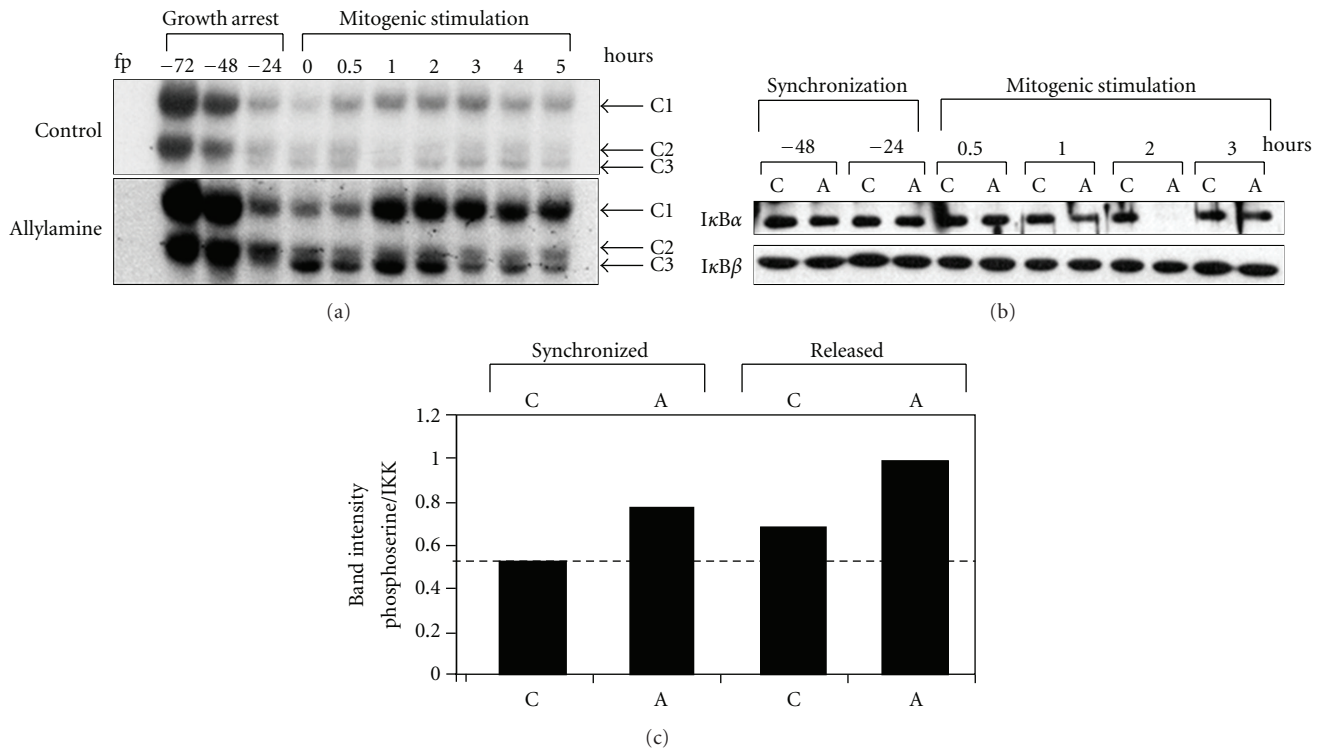 Growth arrest Mitogenic stimulation
fp −72 −48 −24 0 0.5 1 2 3 4 5 hours
Control
C1
C2
C3
Allylamine
C1
C2
C3
(a)
Synchronization Mitogenic stimulation
−48 −24 0.5 1 2 3 hours
C A C A C A C A C A C A
IκBα
IκBβ
(b)
Synchronized Released
C A C A
1.2
1
0.8
0.6
0.4
0.2
0
Band intensity
phosphoserine/IKK
C A C A
(c)